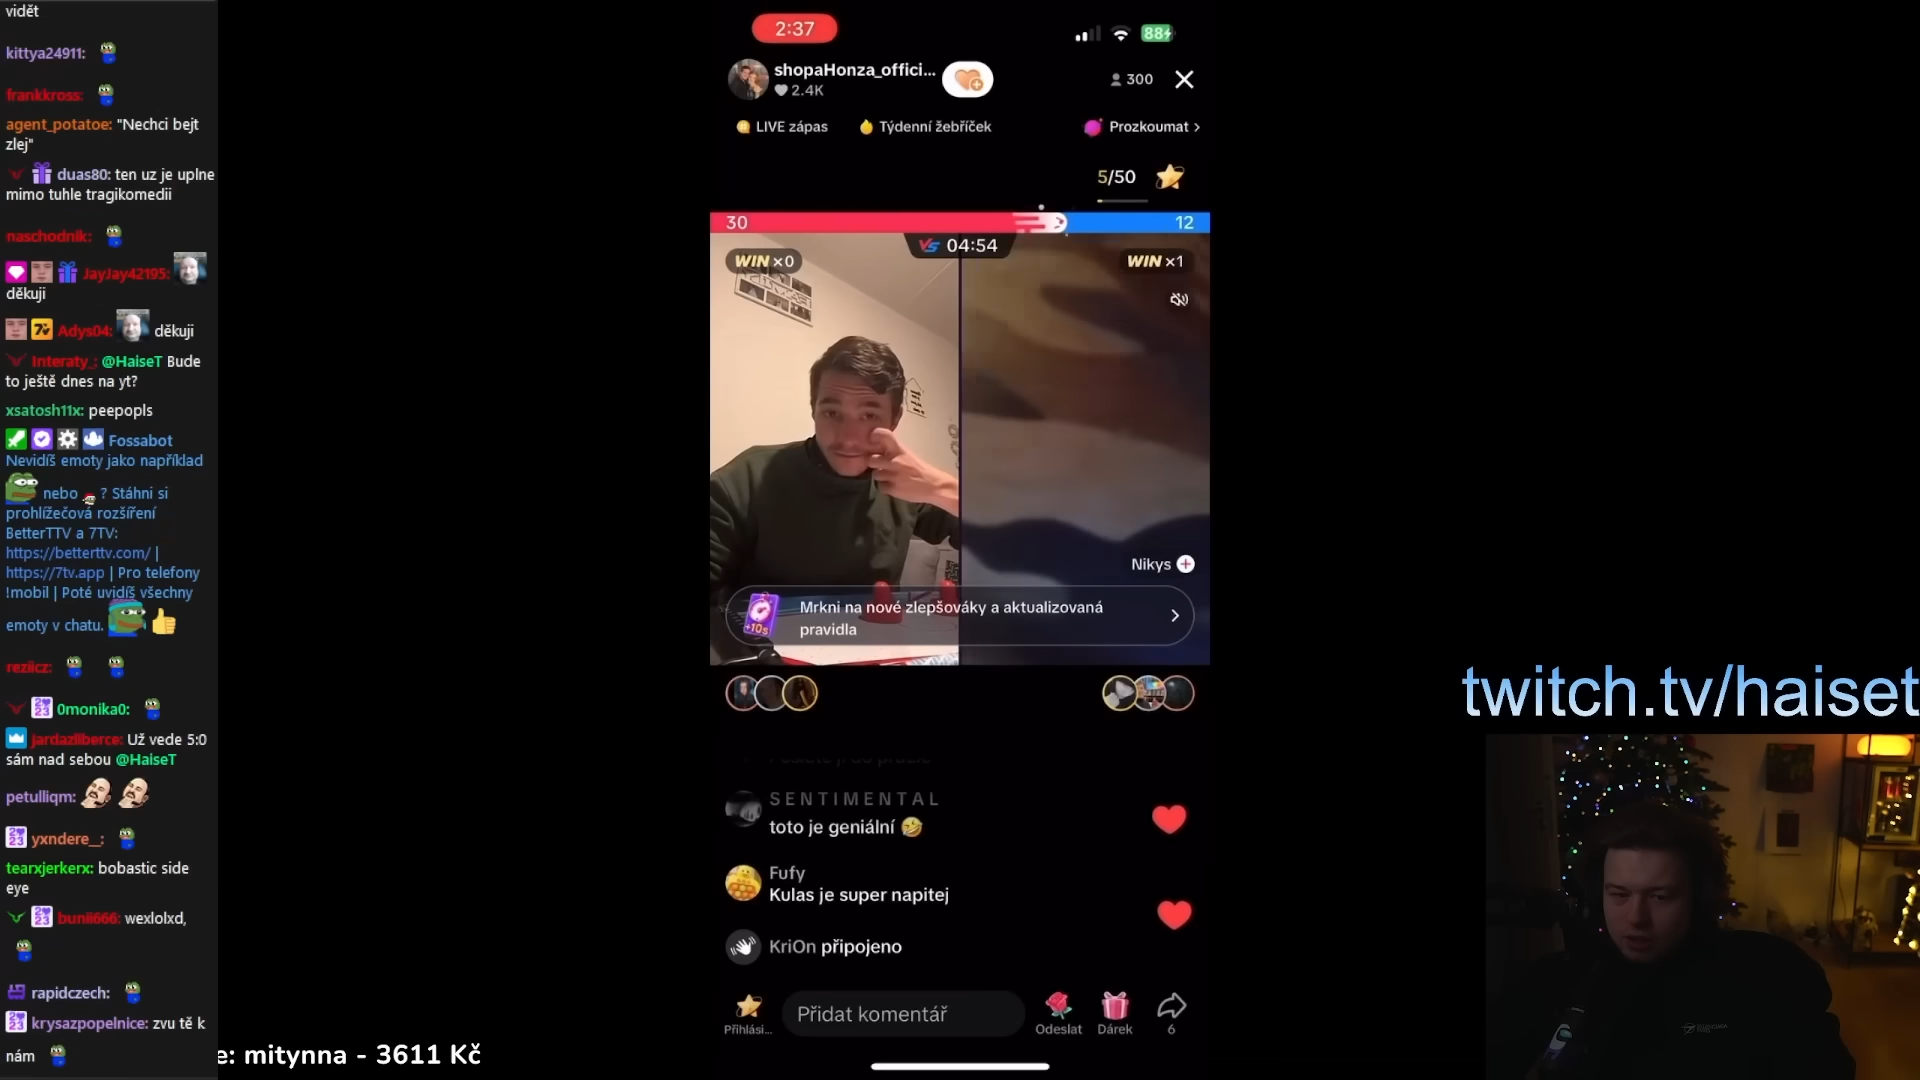 vidět
kittya24911:
frankkross:
agent_potatoe: "Nechci bejt
zlej"
duas80: ten uz je uplne
mimo tuhle tragikomedii
naschodnik:
JayJay42195:
děkuji
Adys04: děkuji
Interaty_: @HaiseT Bude
to ještě dnes na yt?
xsatosh11x: peepopls
Fossabot
Nevidíš emoty jako například
nebo ? Stáhni si
prohlížečová rozšíření
BetterTTV a 7TV:
https://betterttv.com/ |
https://7tv.app | Pro telefony
!mobil | Poté uvidíš všechny
emoty v chatu.
reziicz:
0monika0:
jardazliberce: Už vede 5:0
sám nad sebou @HaiseT
petulliqm:
yxndere__:
tearxjerkerx: bobastic side
eye
bunii666: wexlolxd,
rapidczech:
krysazpopelnice: zvu tě k
nám
e: mitynna - 3611 Kč
2:37
88
shopaHonza_offici...
2.4K
300
LIVE zápas
Týdenní žebříček
Prozkoumat >
5/50
30
12
VS 04:54
WIN x0
WIN x1
Nikys
+10s
Mrkni na nové zlepšováky a aktualizovaná
pravidla
SENTIMENTAL
toto je geniální
Fufy
Kulas je super napitej
KriOn připojeno
Přihlási...
Přidat komentář
Odeslat
Dárek
6
twitch.tv/haiset